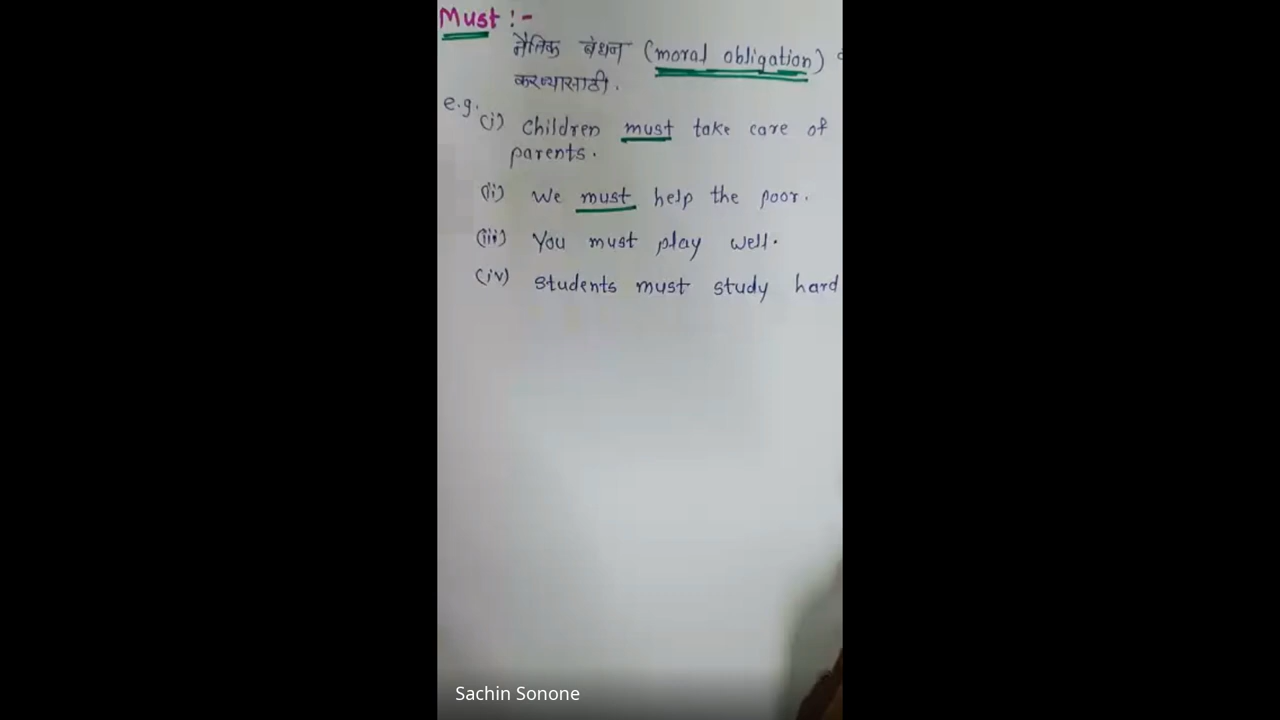 Must :-
नैतिक बंधन (moral obligation)
करण्यासाठी.
e.g. (i) Children must take care of
parents.
(ii) We must help the poor.
(iii) You must play well.
(iv) Students must study hard
Sachin Sonone